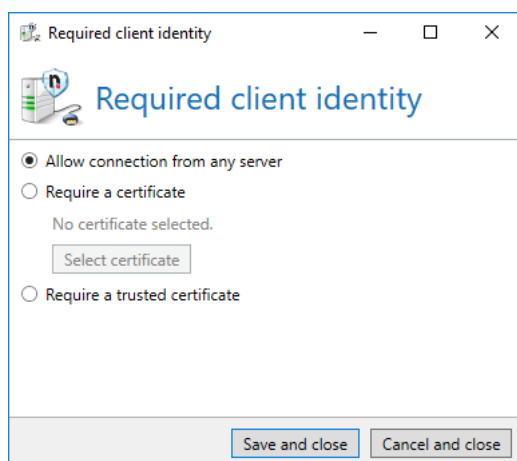 Required client identity
n
Required client identity
Allow connection from any server
Require a certificate
No certificate selected.
Select certificate
Require a trusted certificate
Save and close
Cancel and close